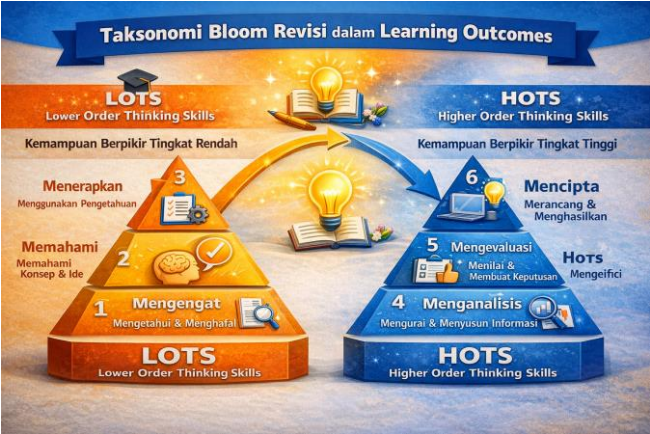 Taksonomi Bloom Revisi dalam Learning Outcomes
LOTS
Lower Order Thinking Skills
Kemampuan Berpikir Tingkat Rendah
HOTS
Higher Order Thinking Skills
Kemampuan Berpikir Tingkat Tinggi
3
Menerapkan
Menggunakan Pengetahuan
2
Memahami
Memahami
Konsep & Ide
1
Mengengat
Mengetahui & Menghafal
LOTS
Lower Order Thinking Skills
6
Mencipta
Merancang &
Menghasilkan
5
Mengevaluasi
Menilai &
Membuat Keputusan
HOTS
Mengeifici
4
Menganalisis
Mengurai & Menyusun Informasi
HOTS
Higher Order Thinking Skills